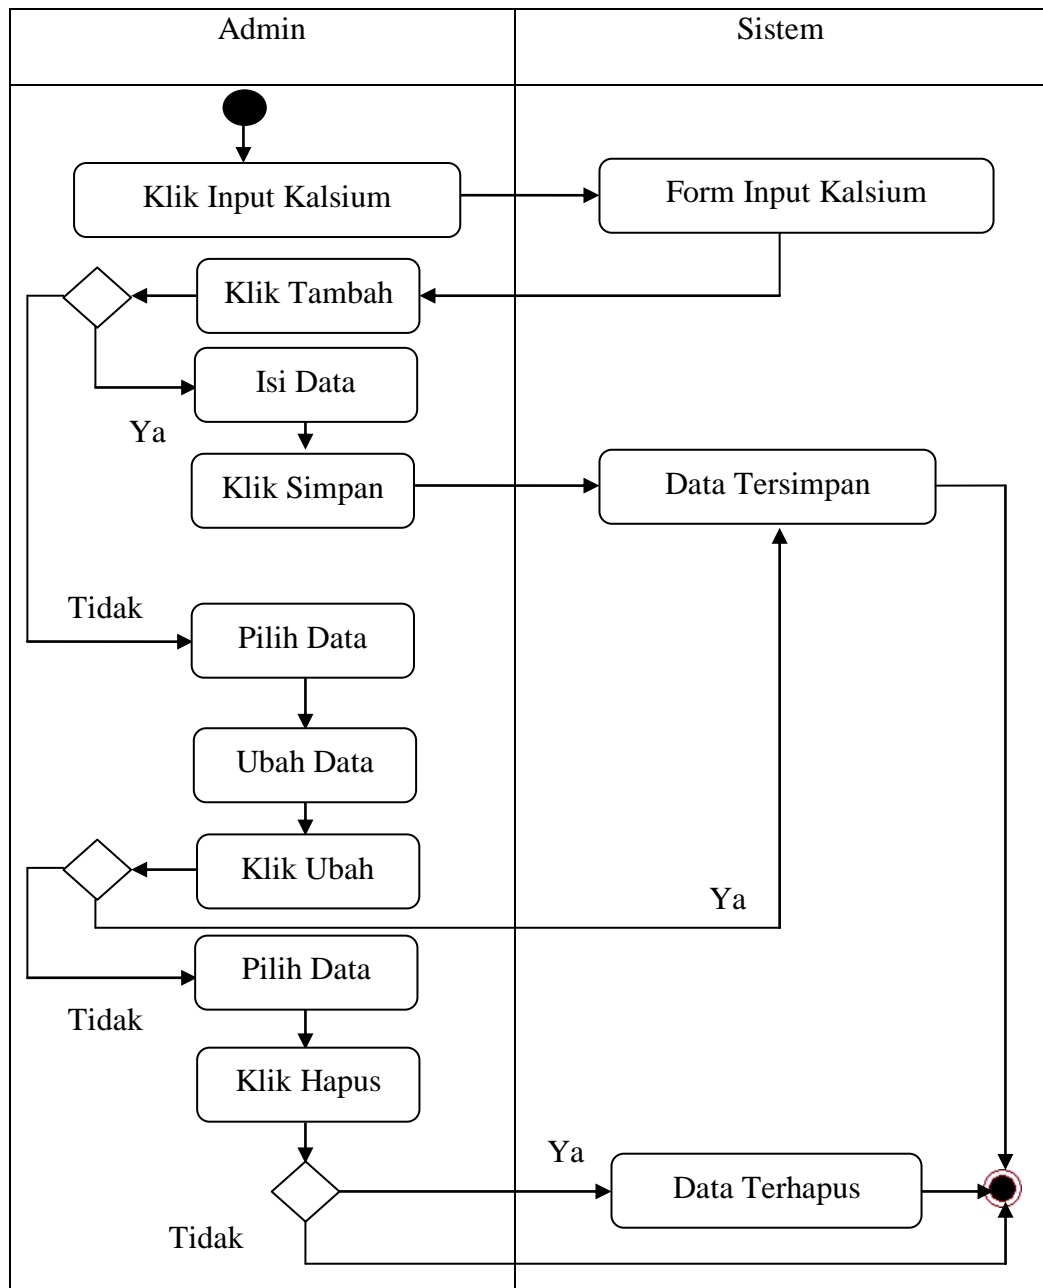 Admin
Sistem
Klik Input Kalsium
Form Input Kalsium
Klik Tambah
Isi Data
Ya
Klik Simpan
Data Tersimpan
Tidak
Pilih Data
Ubah Data
Klik Ubah
Ya
Pilih Data
Tidak
Klik Hapus
Ya
Data Terhapus
Tidak